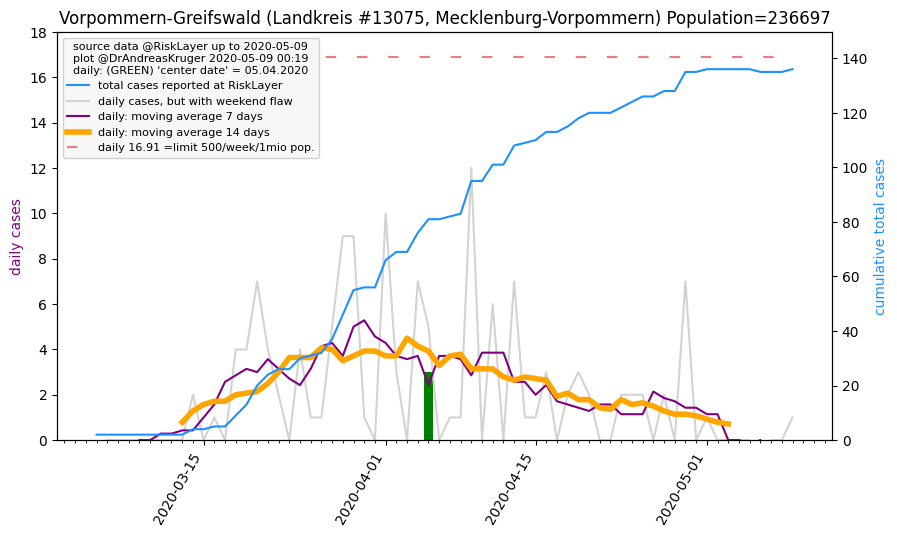 Vorpommern-Greifswald (Landkreis #13075, Mecklenburg-Vorpommern) Population=236697
source data @RiskLayer up to 2020-05-09
plot @DrAndreasKruger 2020-05-09 00:19
daily: (GREEN) 'center date' = 05.04.2020
total cases reported at RiskLayer
daily cases, but with weekend flaw
daily: moving average 7 days
daily: moving average 14 days
daily 16.91 =limit 500/week/1mio pop.
daily cases
18
16
14
12
10
8
6
4
2
0
cumulative total cases
140
120
100
80
60
40
20
0
2020-03-15
2020-04-01
2020-04-15
2020-05-01